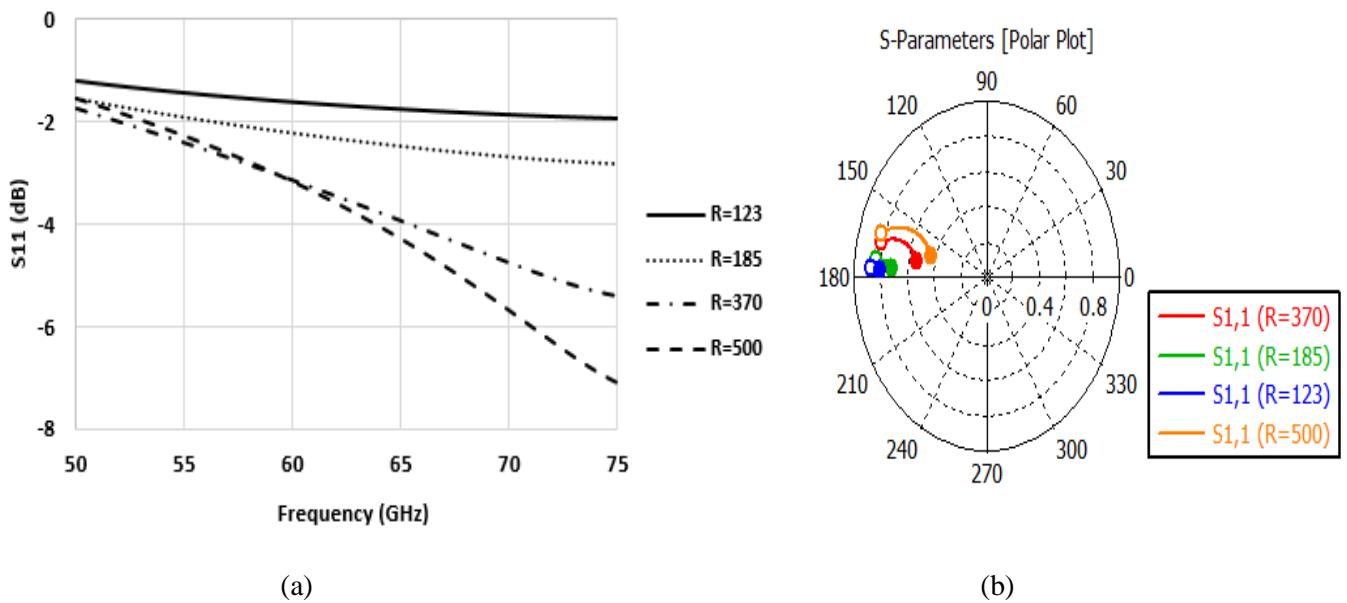 0
-2
-4
-6
-8
S11 (dB)
50 55 60 65 70 75
Frequency (GHz)
R=123
R=185
R=370
R=500
(a)
S-Parameters [Polar Plot]
90
120 60
150 30
180 0
0 0.4 0.8
210 330
240 300
270
S1,1 (R=370)
S1,1 (R=185)
S1,1 (R=123)
S1,1 (R=500)
(b)